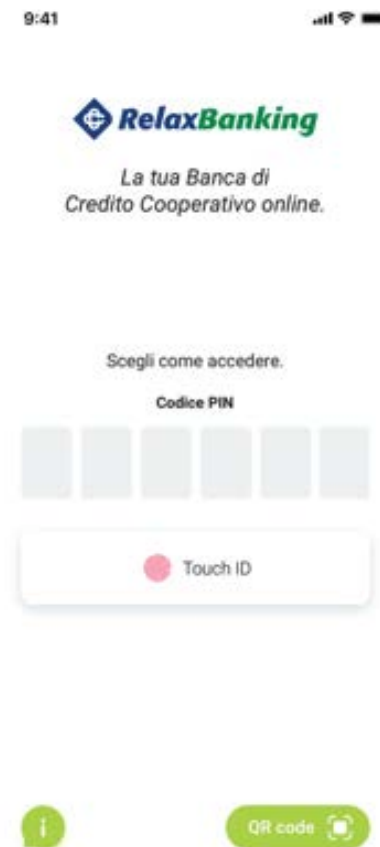 9:41
RelaxBanking
La tua Banca di
Credito Cooperativo online.
Scegli come accedere.
Codice PIN
Touch ID
i
QR code